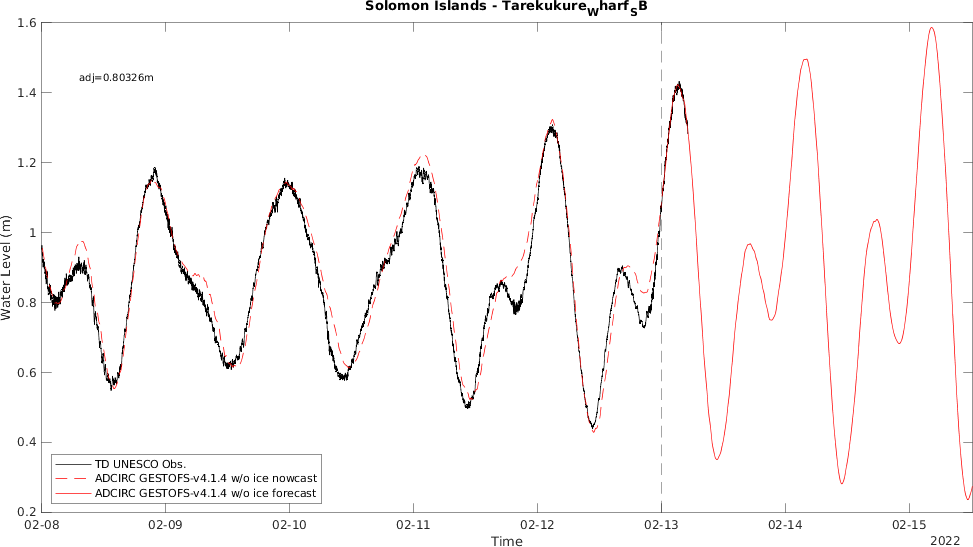 Solomon Islands - Tarekukure_Wharf_SB
1.6
1.4
1.2
1
0.8
0.6
0.4
0.2
Water Level (m)
adj=0.80326m
TD UNESCO Obs.
ADCIRC GESTOFS-v4.1.4 w/o ice nowcast
ADCIRC GESTOFS-v4.1.4 w/o ice forecast
02-08 02-09 02-10 02-11 02-12 02-13 02-14 02-15
Time
2022